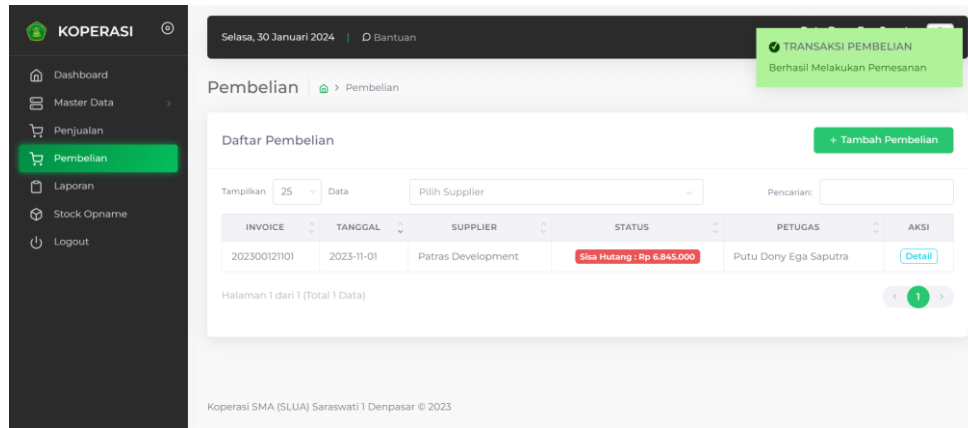 KOPERASI
Dashboard
Master Data
Penjualan
Pembelian
Laporan
Stock Opname
Logout
Selasa, 30 Januari 2024 | Bantuan
TRANSAKSI PEMBELIAN
Berhasil Melakukan Pemesanan
Pembelian > Pembelian
Daftar Pembelian
+ Tambah Pembelian
Tampilkan 25 Data Pilih Supplier Pencarian:
INVOICE TANGGAL SUPPLIER STATUS PETUGAS AKSI
202300121101 2023-11-01 Patras Development Sisa Hutang : Rp 6.845.000 Putu Dony Ega Saputra Detail
Halaman 1 dari 1 (Total 1 Data) < 1 >
Koperasi SMA (SLUA) Saraswati 1 Denpasar © 2023